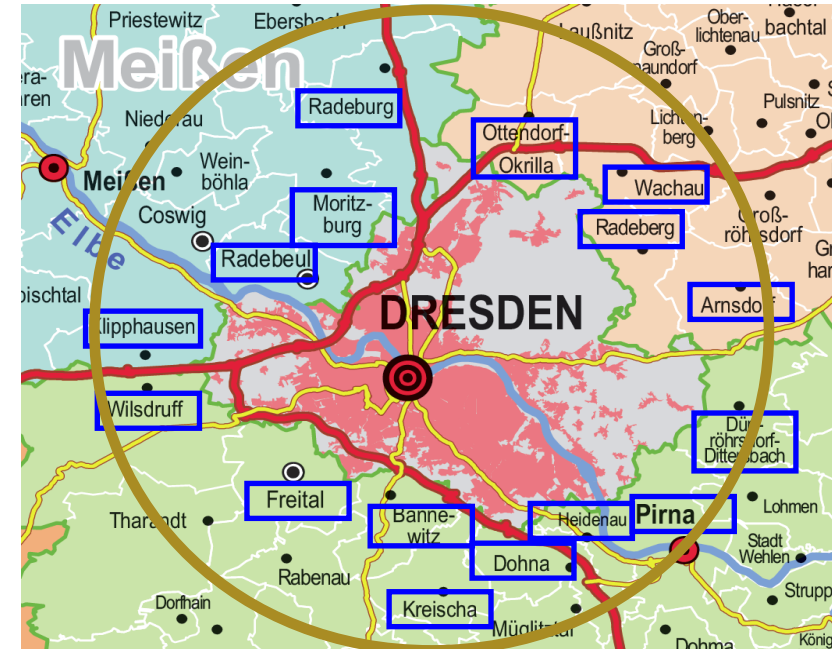 Priestewitz
Ebersbach
Laußnitz
Ober-
lichtenau
bachtal
Meißen
Groß-
naundorf
Radeburg
Niederau
Pulsnitz
Ottendorf-
Okrilla
Lichten-
berg
Wein-
böhla
Meißen
Wachau
Moritz-
burg
Coswig
Groß-
röhrsdorf
Radeberg
Elbe
Radebeul
Arnsdorf
DRESDEN
Klipphausen
Wilsdruff
Dürr-
röhrsdorf-
Dittersbach
Freital
Lohmen
Tharandt
Banne-
witz
Heidenau
Pirna
Stadt
Wehlen
Dohna
Rabenau
Dorfhain
Kreischa
Müglitztal
Dohma